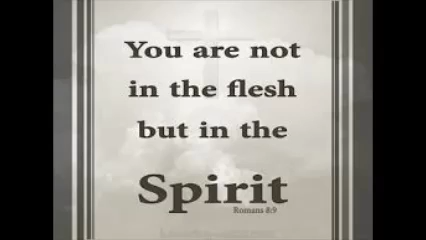 You are not
in the flesh
but in the
Spirit
Romans 8:9